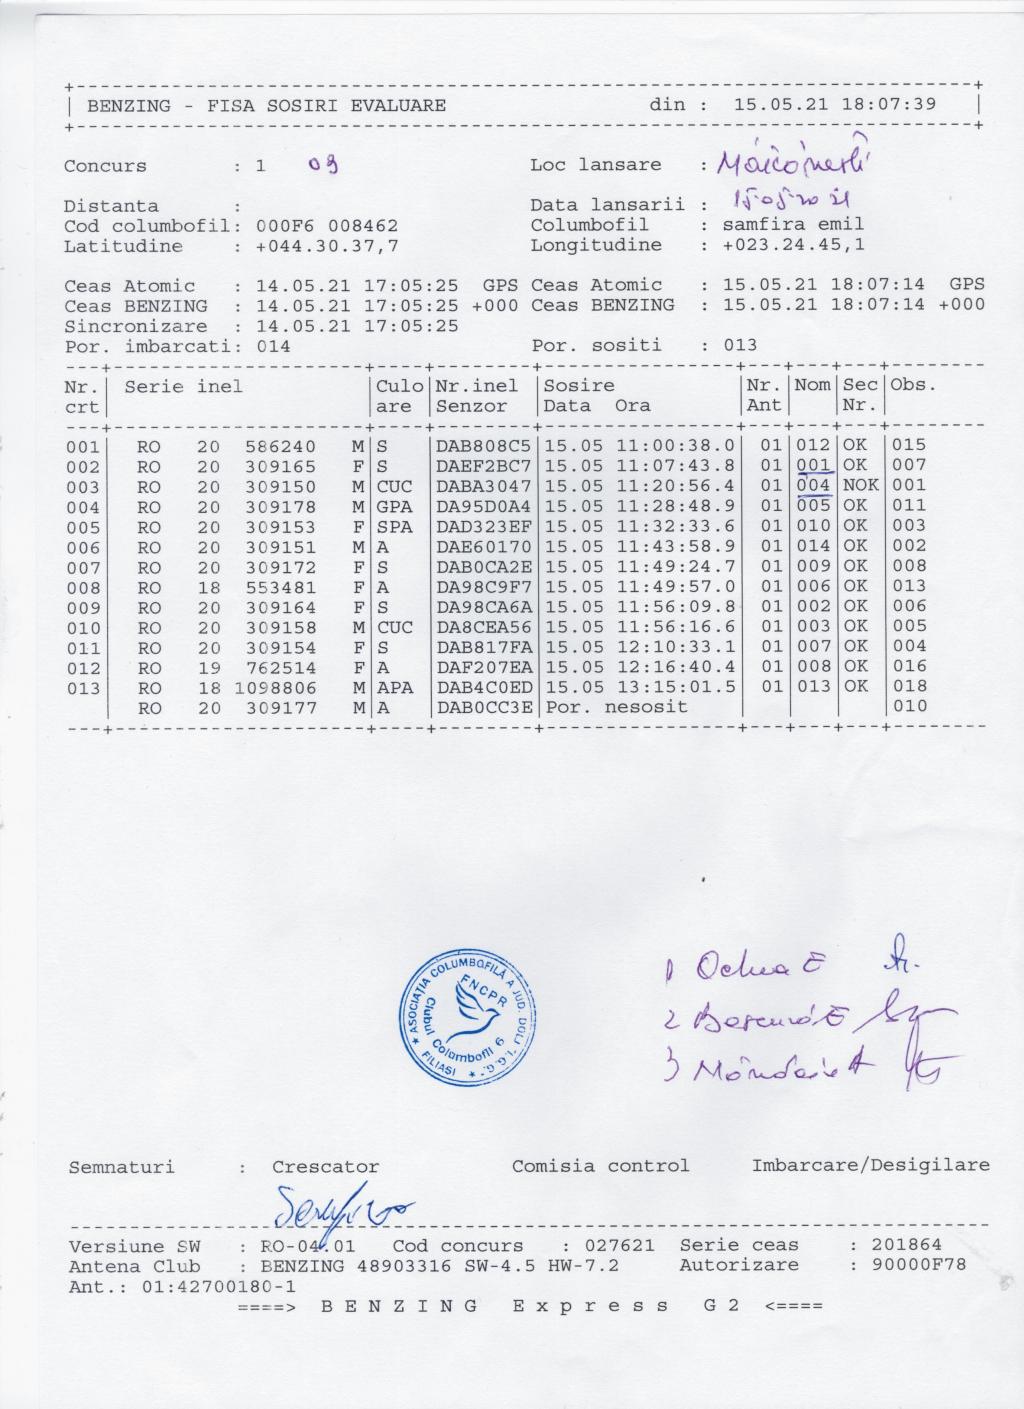 BENZING - FISA SOSIRI EVALUARE din : 15.05.21 18:07:39
Concurs : 1 09 Loc lansare :
Distanta : Data lansarii : 15.05.2021
Cod columbofil: 000F6 008462 Columbofil : samfira emil
Latitudine : +044.30.37,7 Longitudine : +023.24.45,1
Ceas Atomic : 14.05.21 17:05:25 GPS Ceas Atomic : 15.05.21 18:07:14 GPS
Ceas BENZING : 14.05.21 17:05:25 +000 Ceas BENZING : 15.05.21 18:07:14 +000
Sincronizare : 14.05.21 17:05:25
Por. imbarcati: 014 Por. sositi : 013
Nr. Serie inel Culo Nr.inel Sosire Nr. Nom Sec Obs.
crt are Senzor Data Ora Ant Nr.
001 RO 20 586240 M S DAB808C5 15.05 11:00:38.0 01 012 OK 015
002 RO 20 309165 F S DAEF2BC7 15.05 11:07:43.8 01 001 OK 007
003 RO 20 309150 M CUC DABA3047 15.05 11:20:56.4 01 004 NOK 001
004 RO 20 309178 M GPA DA95D0A4 15.05 11:28:48.9 01 005 OK 011
005 RO 20 309153 F SPA DAD323EF 15.05 11:32:33.6 01 010 OK 003
006 RO 20 309151 M A DAE60170 15.05 11:43:58.9 01 014 OK 002
007 RO 20 309172 F S DAB0CA2E 15.05 11:49:24.7 01 009 OK 008
008 RO 18 553481 F A DA98C9F7 15.05 11:49:57.0 01 006 OK 013
009 RO 20 309164 F S DA98CA6A 15.05 11:56:09.8 01 002 OK 006
010 RO 20 309158 M CUC DA8CEA56 15.05 11:56:16.6 01 003 OK 005
011 RO 20 309154 F S DAB817FA 15.05 12:10:33.1 01 007 OK 004
012 RO 19 762514 F A DAF207EA 15.05 12:16:40.4 01 008 OK 016
013 RO 18 1098806 M APA DAB4C0ED 15.05 13:15:01.5 01 013 OK 018
RO 20 309177 M A DAB0CC3E Por. nesosit 010
ASOCIAȚIA COLUMBOFILĂ A JUD. DOLJ
FNCPR
Clubul Columbofil 6
FILIASI
1 Ochea E
2
3
Semnaturi : Crescator Comisia control Imbarcare/Desigilare
Versiune SW : RO-04.01 Cod concurs : 027621 Serie ceas : 201864
Antena Club : BENZING 48903316 SW-4.5 HW-7.2 Autorizare : 90000F78
Ant.: 01:42700180-1
====> B E N Z I N G E x p r e s s G 2 <====